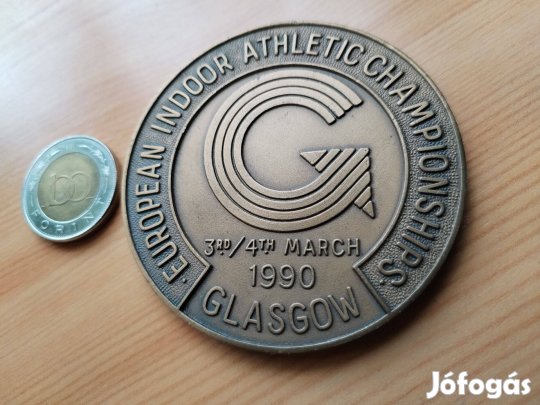 ·EUROPEAN INDOOR ATHLETIC CHAMPIONSHIPS·
G
3RD/4TH MARCH
1990
GLASGOW
100
FORINT
Jófogás